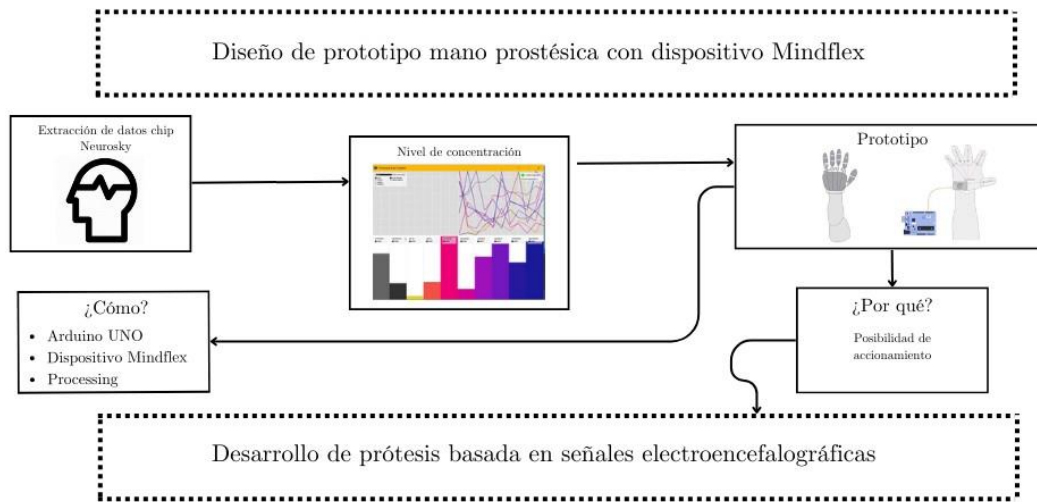 Diseño de prototipo mano prostésica con dispositivo Mindflex
Extracción de datos chip
Neurosky
Nivel de concentración
Prototipo
¿Cómo?
• Arduino UNO
• Dispositivo Mindflex
• Processing
¿Por qué?
Posibilidad de
accionamiento
Desarrollo de prótesis basada en señales electroencefalográficas